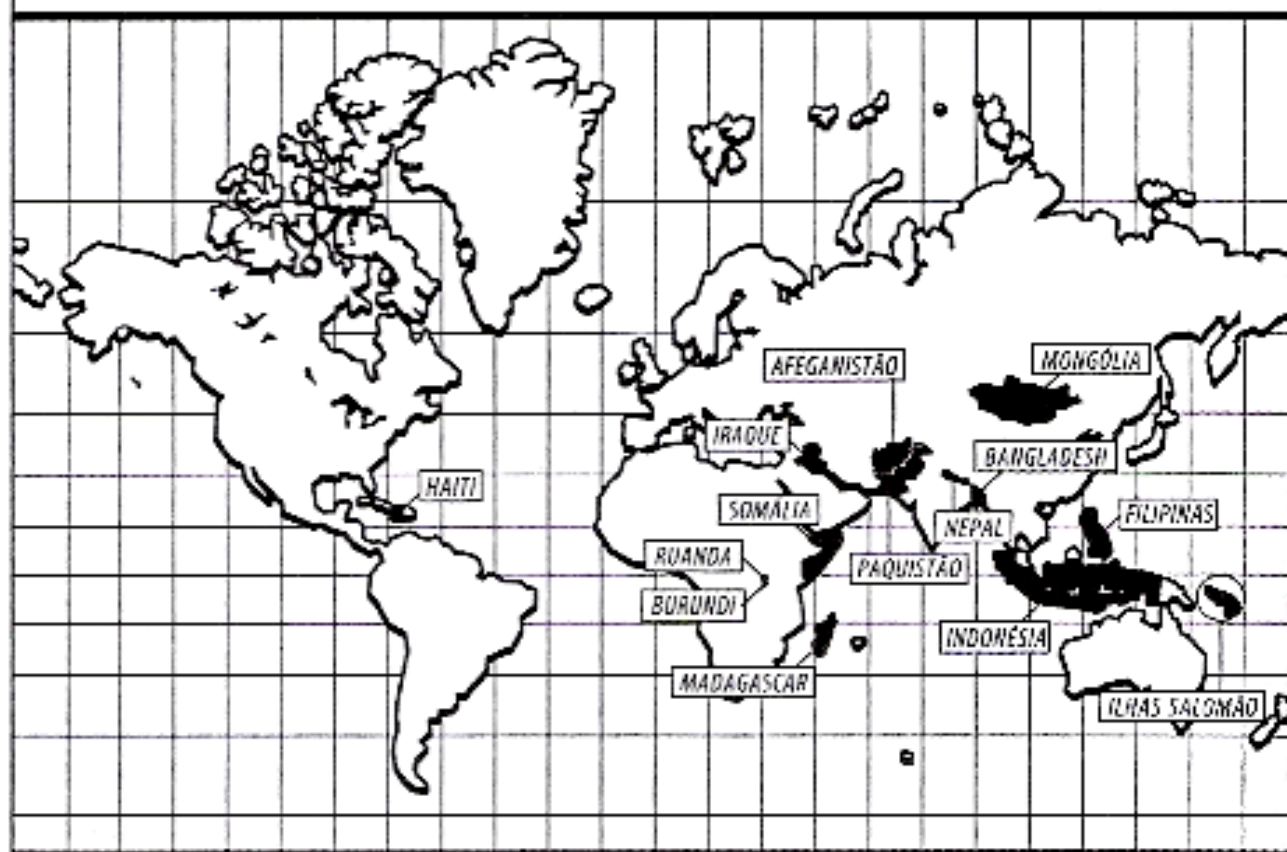 AFEGANISTÃO
MONGÓLIA
IRAQUE
BANGLADESH
HAITI
SOMÁLIA
FILIPINAS
NEPAL
RUANDA
PAQUISTÃO
BURUNDI
INDONÉSIA
MADAGASCAR
ILHAS SALOMÃO